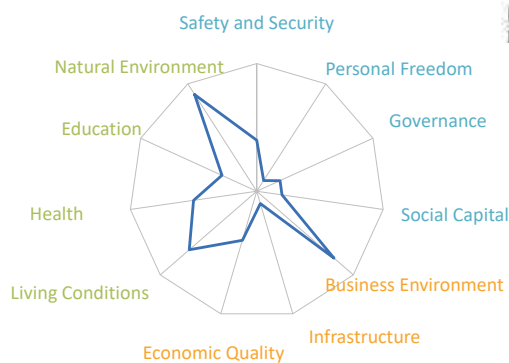 Safety and Security
Natural Environment
Personal Freedom
Education
Governance
Health
Social Capital
Living Conditions
Business Environment
Economic Quality
Infrastructure